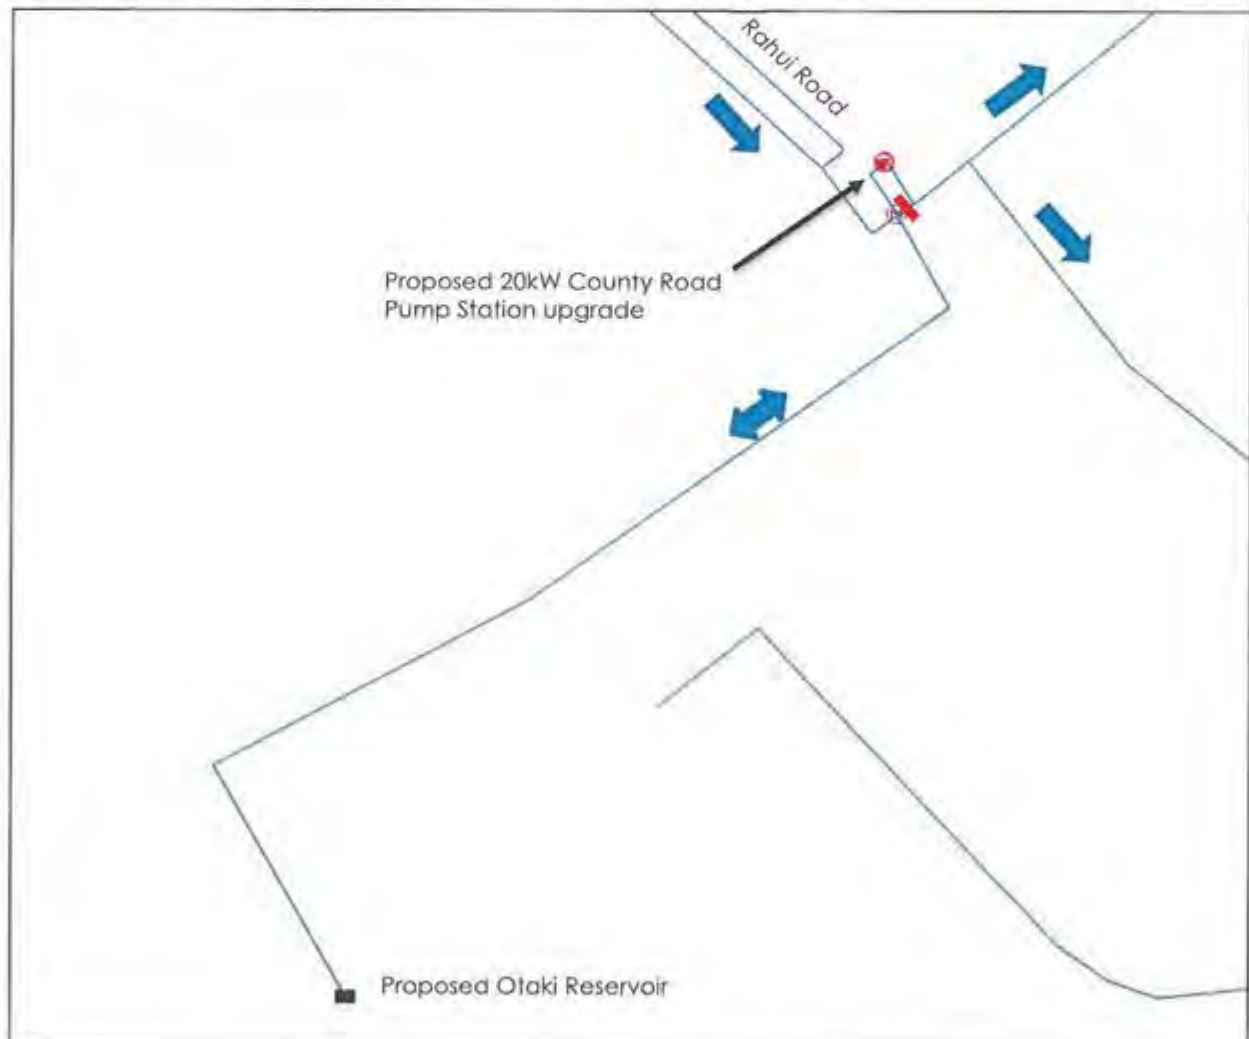 Rahui Road
Proposed 20kW County Road
Pump Station upgrade
Proposed Otaki Reservoir